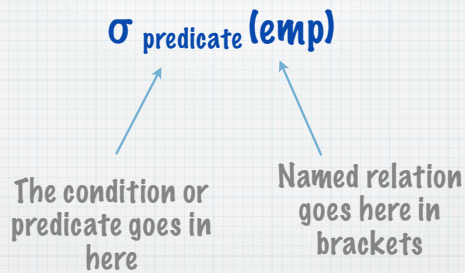 σ predicate (emp)
The condition or
predicate goes in
here
Named relation
goes here in
brackets